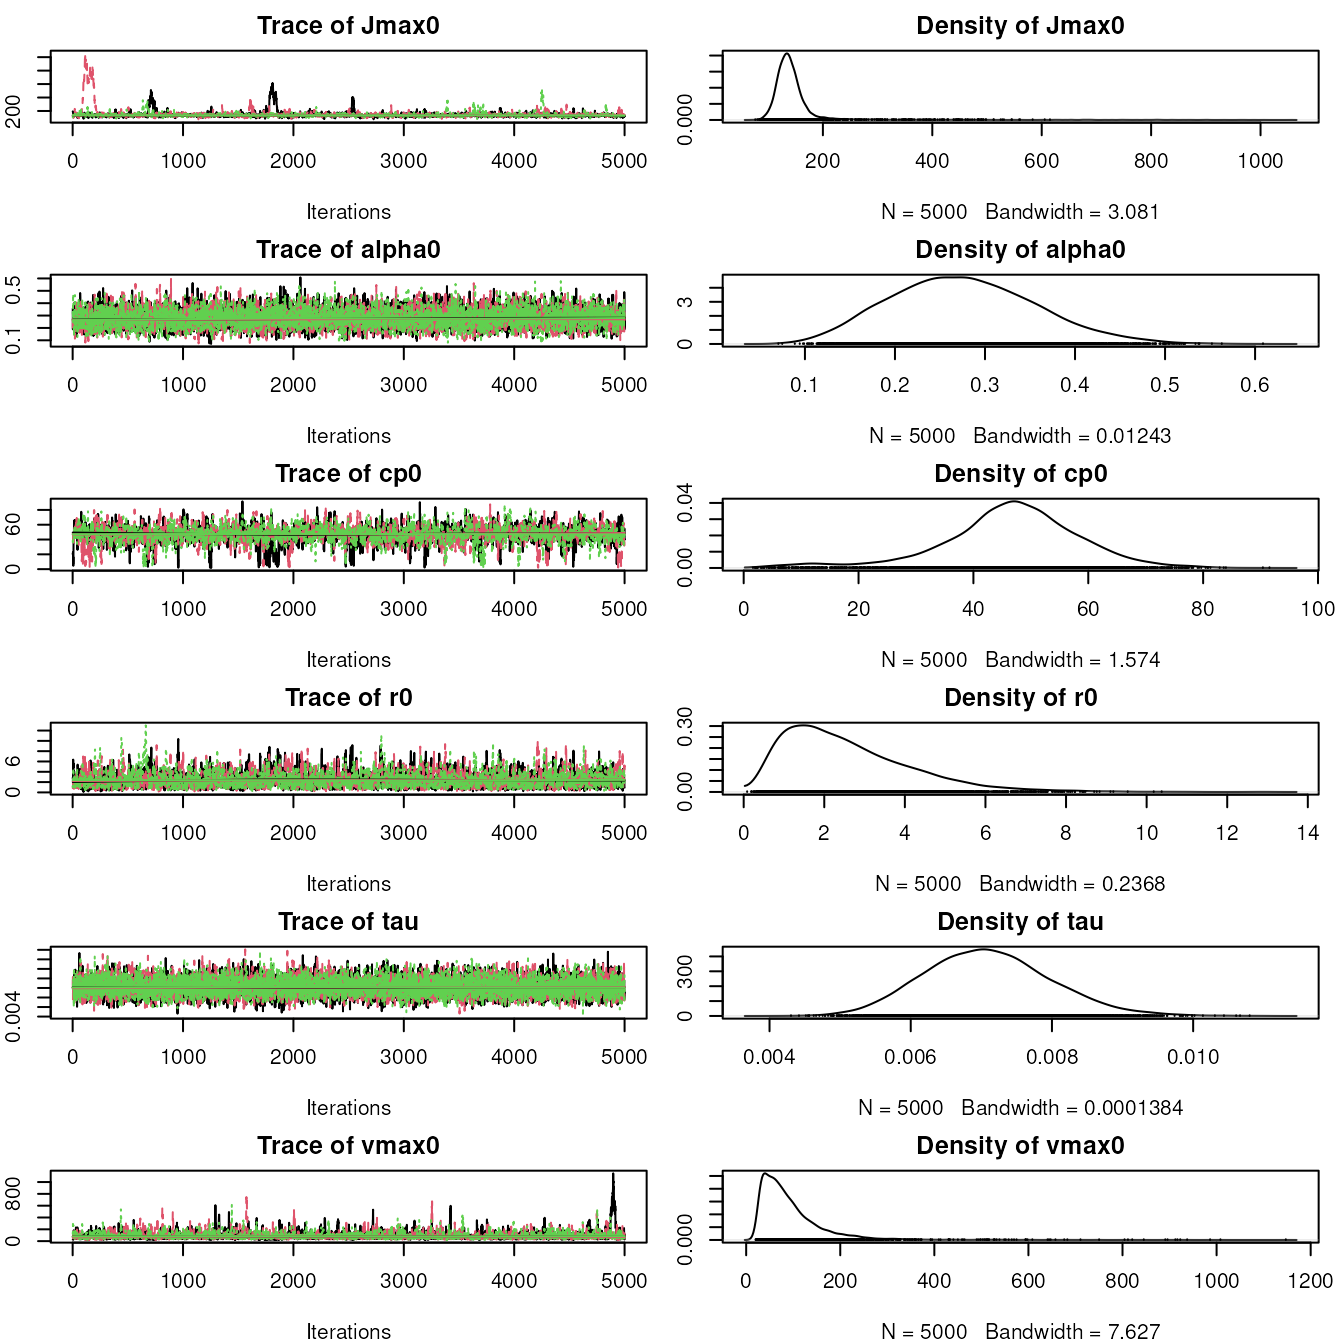 Trace of Jmax0
200
0 1000 2000 3000 4000 5000
Iterations
Density of Jmax0
0.000
200 400 600 800 1000
N = 5000 Bandwidth = 3.081
Trace of alpha0
0.1 0.5
0 1000 2000 3000 4000 5000
Iterations
Density of alpha0
0 3
0.1 0.2 0.3 0.4 0.5 0.6
N = 5000 Bandwidth = 0.01243
Trace of cp0
0 60
0 1000 2000 3000 4000 5000
Iterations
Density of cp0
0.00 0.04
0 20 40 60 80 100
N = 5000 Bandwidth = 1.574
Trace of r0
0 6
0 1000 2000 3000 4000 5000
Iterations
Density of r0
0.00 0.30
0 2 4 6 8 10 12 14
N = 5000 Bandwidth = 0.2368
Trace of tau
0.004
0 1000 2000 3000 4000 5000
Iterations
Density of tau
0 300
0.004 0.006 0.008 0.010
N = 5000 Bandwidth = 0.0001384
Trace of vmax0
0 800
0 1000 2000 3000 4000 5000
Iterations
Density of vmax0
0.000
0 200 400 600 800 1000 1200
N = 5000 Bandwidth = 7.627